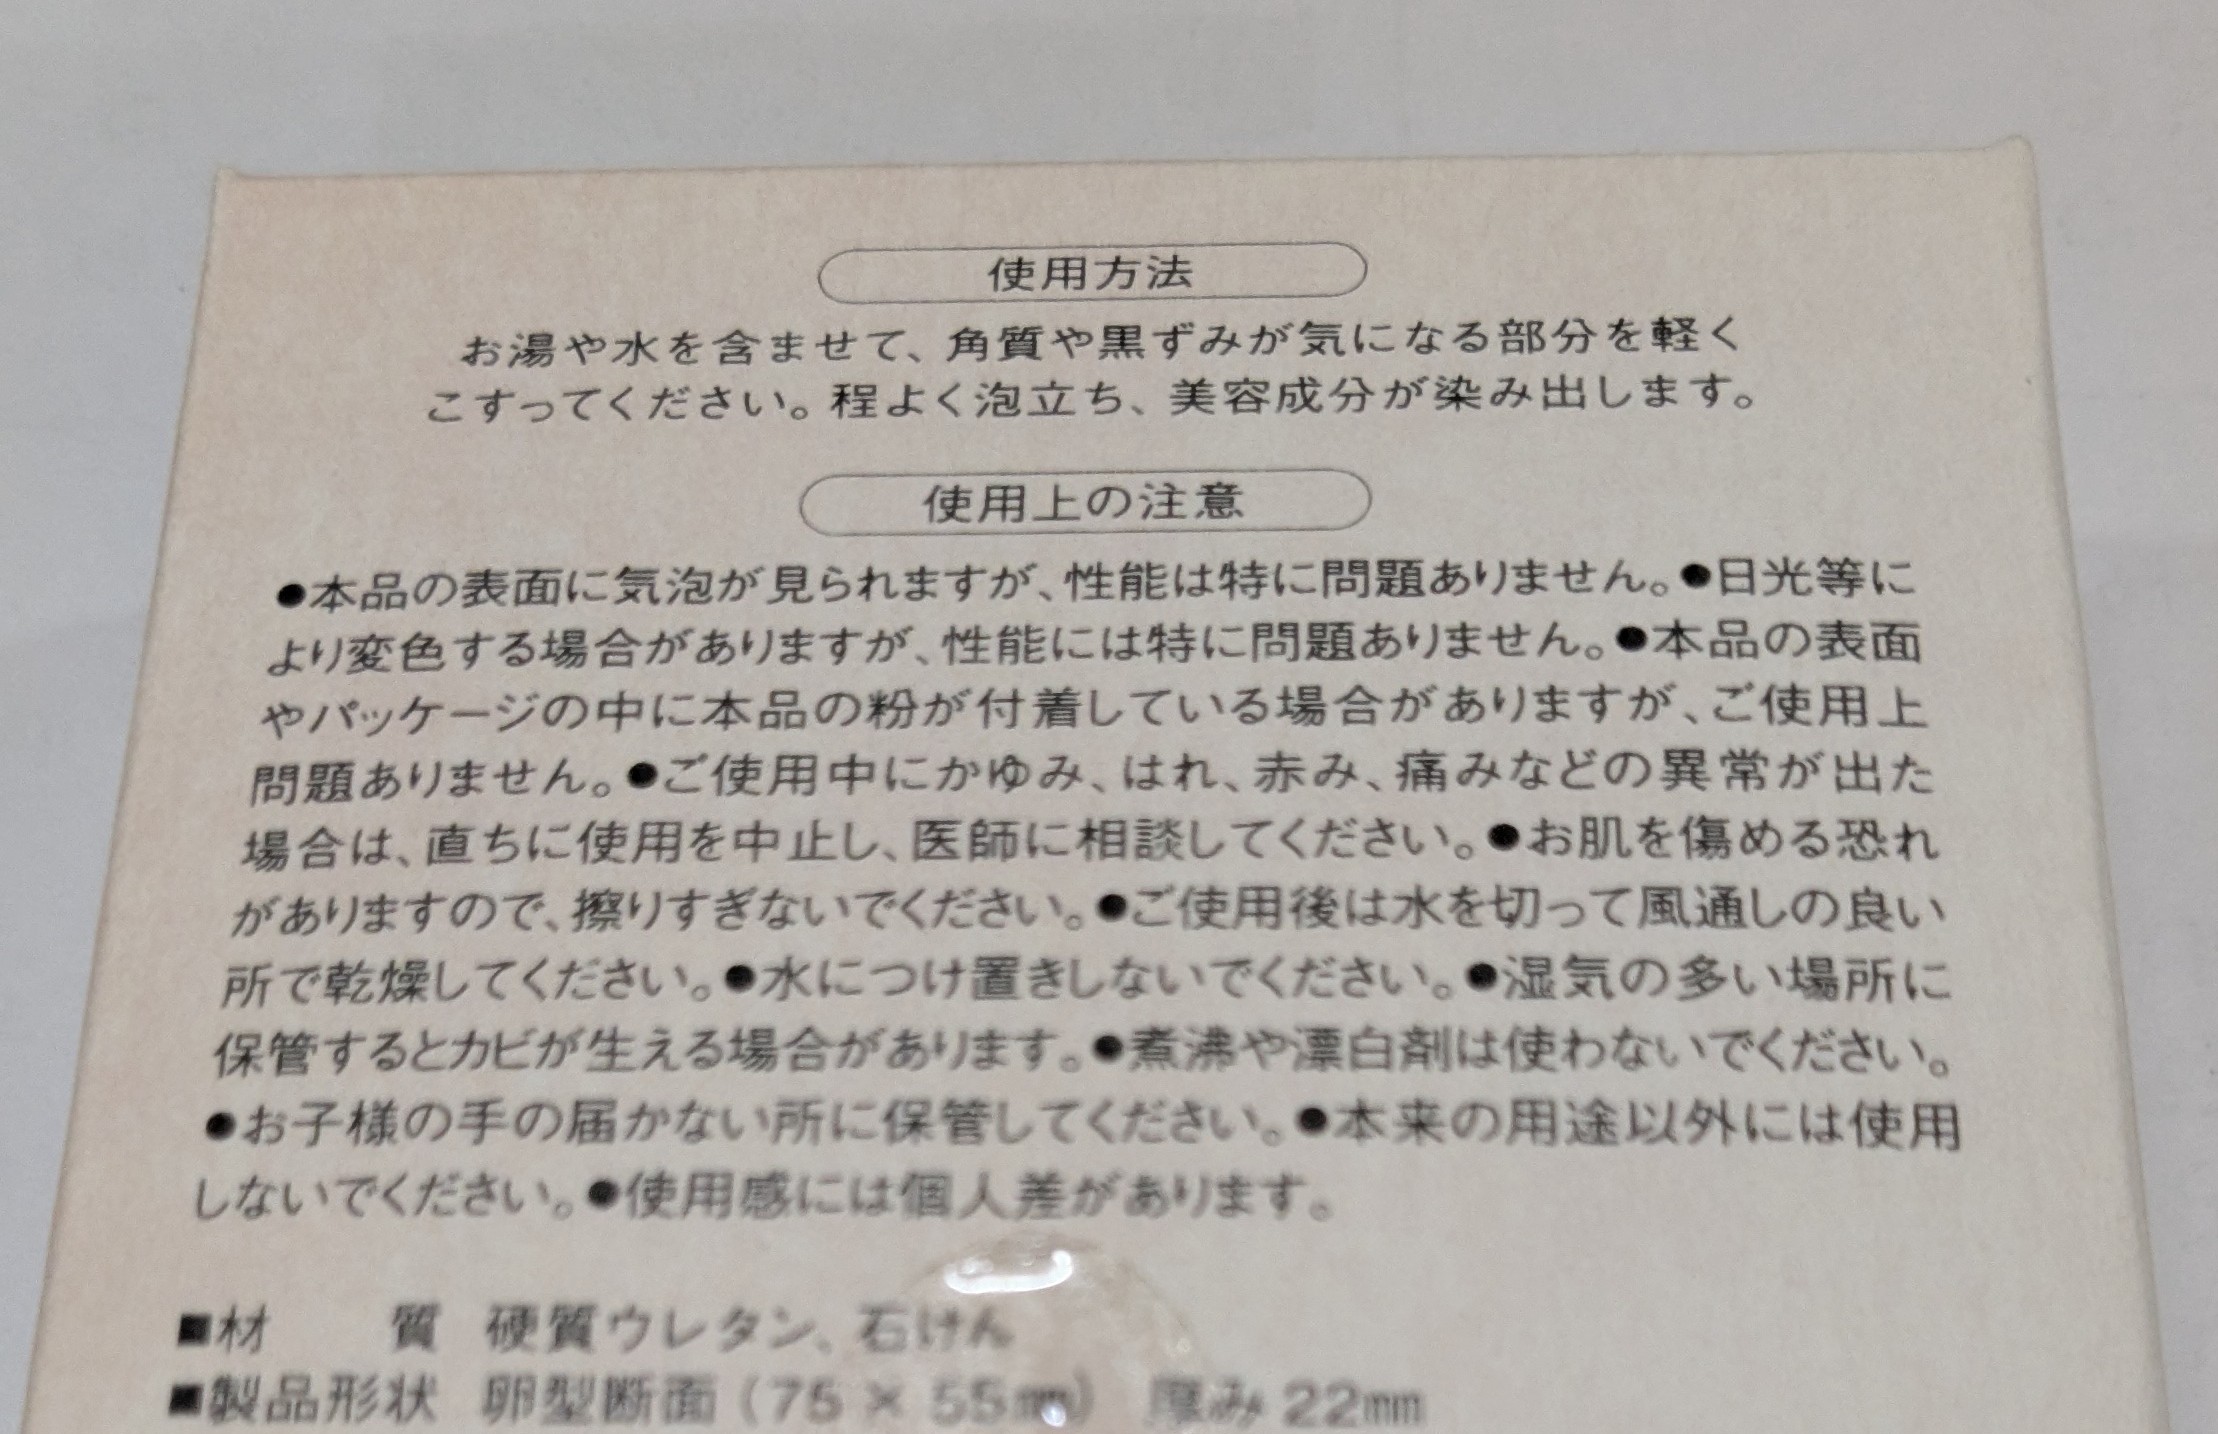 使用方法
お湯や水を含ませて、角質や黒ずみが気になる部分を軽く
こすってください。程よく泡立ち、美容成分が染み出します。
使用上の注意
●本品の表面に気泡が見られますが、性能は特に問題ありません。●日光等に
より変色する場合がありますが、性能には特に問題ありません。●本品の表面
やパッケージの中に本品の粉が付着している場合がありますが、ご使用上
問題ありません。●ご使用中にかゆみ、はれ、赤み、痛みなどの異常が出た
場合は、直ちに使用を中止し、医師に相談してください。●お肌を傷める恐れ
がありますので、擦りすぎないでください。●ご使用後は水を切って風通しの良い
所で乾燥してください。●水につけ置きしないでください。●湿気の多い場所に
保管するとカビが生える場合があります。●煮沸や漂白剤は使わないでください。
●お子様の手の届かない所に保管してください。●本来の用途以外には使用
しないでください。●使用感には個人差があります。
■材 質 硬質ウレタン、石けん
■製品形状 卵型断面(75×55㎜) 厚み22mm